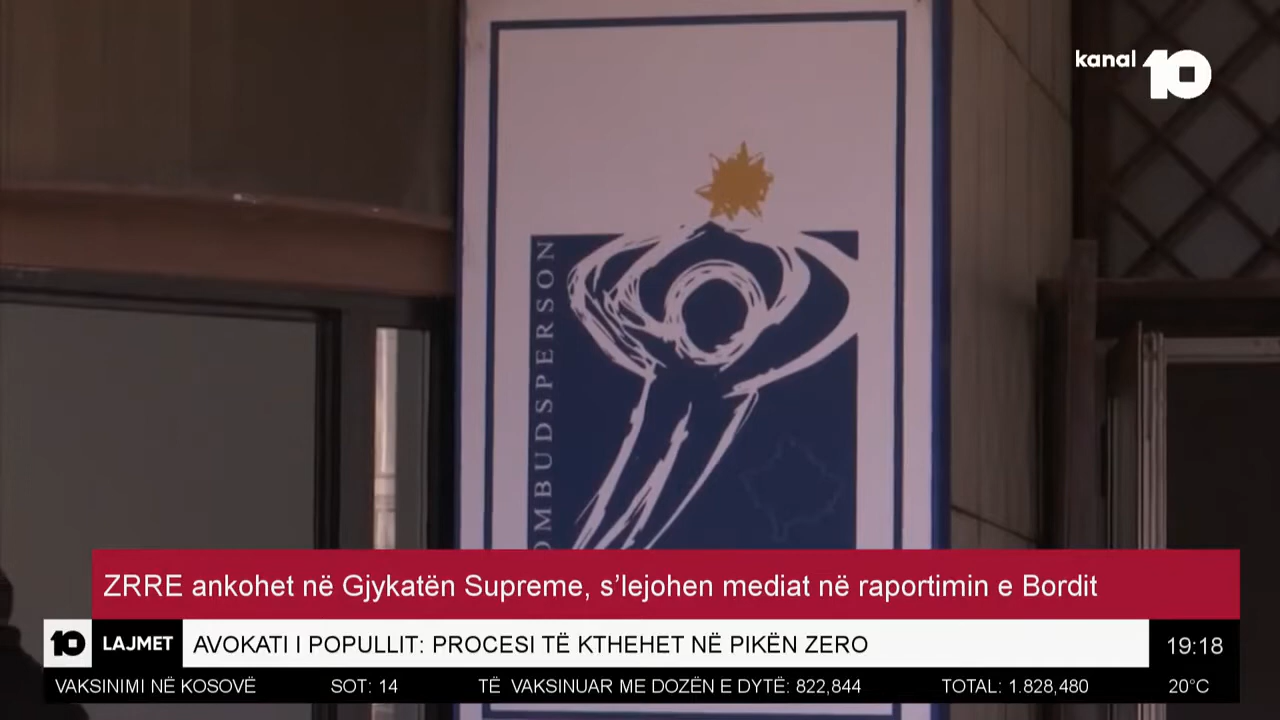 kanal 10
OMBUDSPERSON
ZRRE ankohet në Gjykatën Supreme, s’lejohen mediat në raportimin e Bordit
10 LAJMET AVOKATI I POPULLIT: PROCESI TË KTHEHET NË PIKËN ZERO 19:18
VAKSINIMI NË KOSOVË SOT: 14 TË VAKSINUAR ME DOZËN E DYTË: 822,844 TOTAL: 1.828,480 20°C